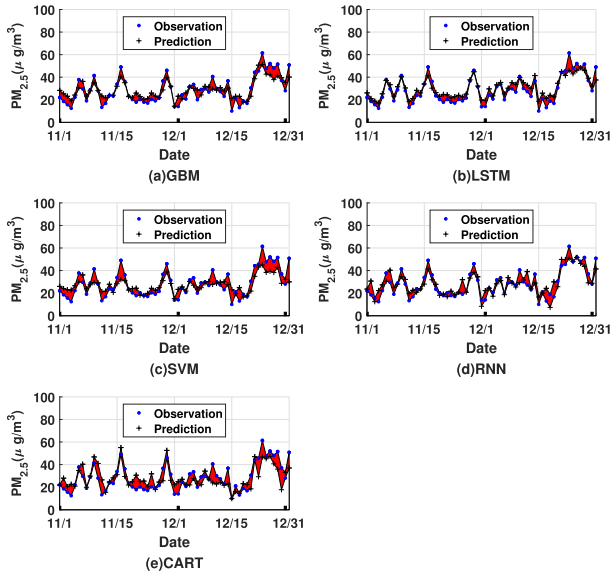 100
80
60
40
20
0
PM2.5(μ g/m3)
Observation
Prediction
11/1
11/15
12/1
12/15
12/31
Date
(a)GBM
100
80
60
40
20
0
PM2.5(μ g/m3)
Observation
Prediction
11/1
11/15
12/1
12/15
12/31
Date
(b)LSTM
100
80
60
40
20
0
PM2.5(μ g/m3)
Observation
Prediction
11/1
11/15
12/1
12/15
12/31
Date
(c)SVM
100
80
60
40
20
0
PM2.5(μ g/m3)
Observation
Prediction
11/1
11/15
12/1
12/15
12/31
Date
(d)RNN
100
80
60
40
20
0
PM2.5(μ g/m3)
Observation
Prediction
11/1
11/15
12/1
12/15
12/31
Date
(e)CART